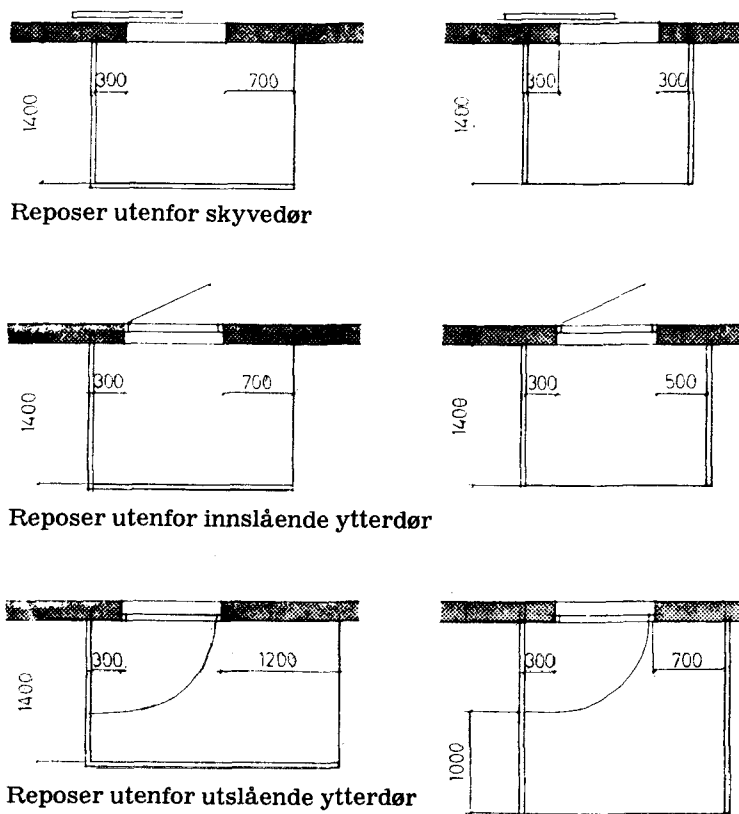 300 700 300 300
1400 1400
Reposer utenfor skyvedør
300 700 300 500
1400 1400
Reposer utenfor innslående ytterdør
300 1200 300 700
1400 1000
Reposer utenfor utslående ytterdør